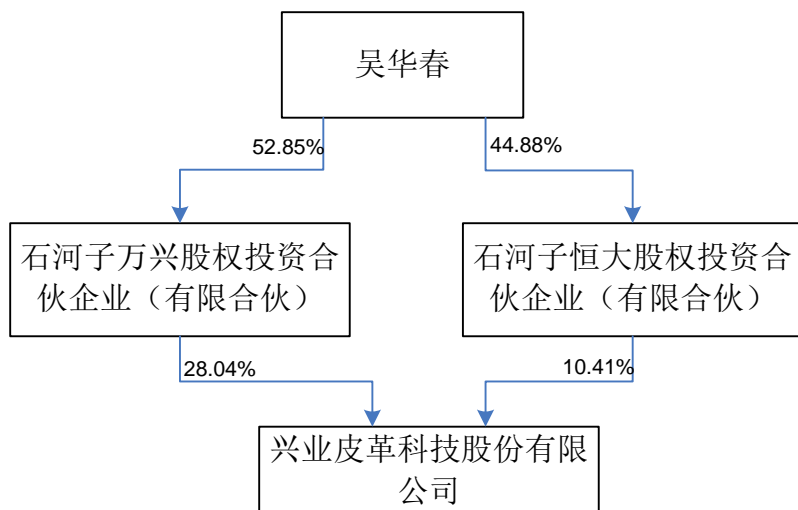 吴华春
52.85%
44.88%
石河子万兴股权投资合
伙企业（有限合伙）
石河子恒大股权投资合
伙企业（有限合伙）
28.04%
10.41%
兴业皮革科技股份有限
公司